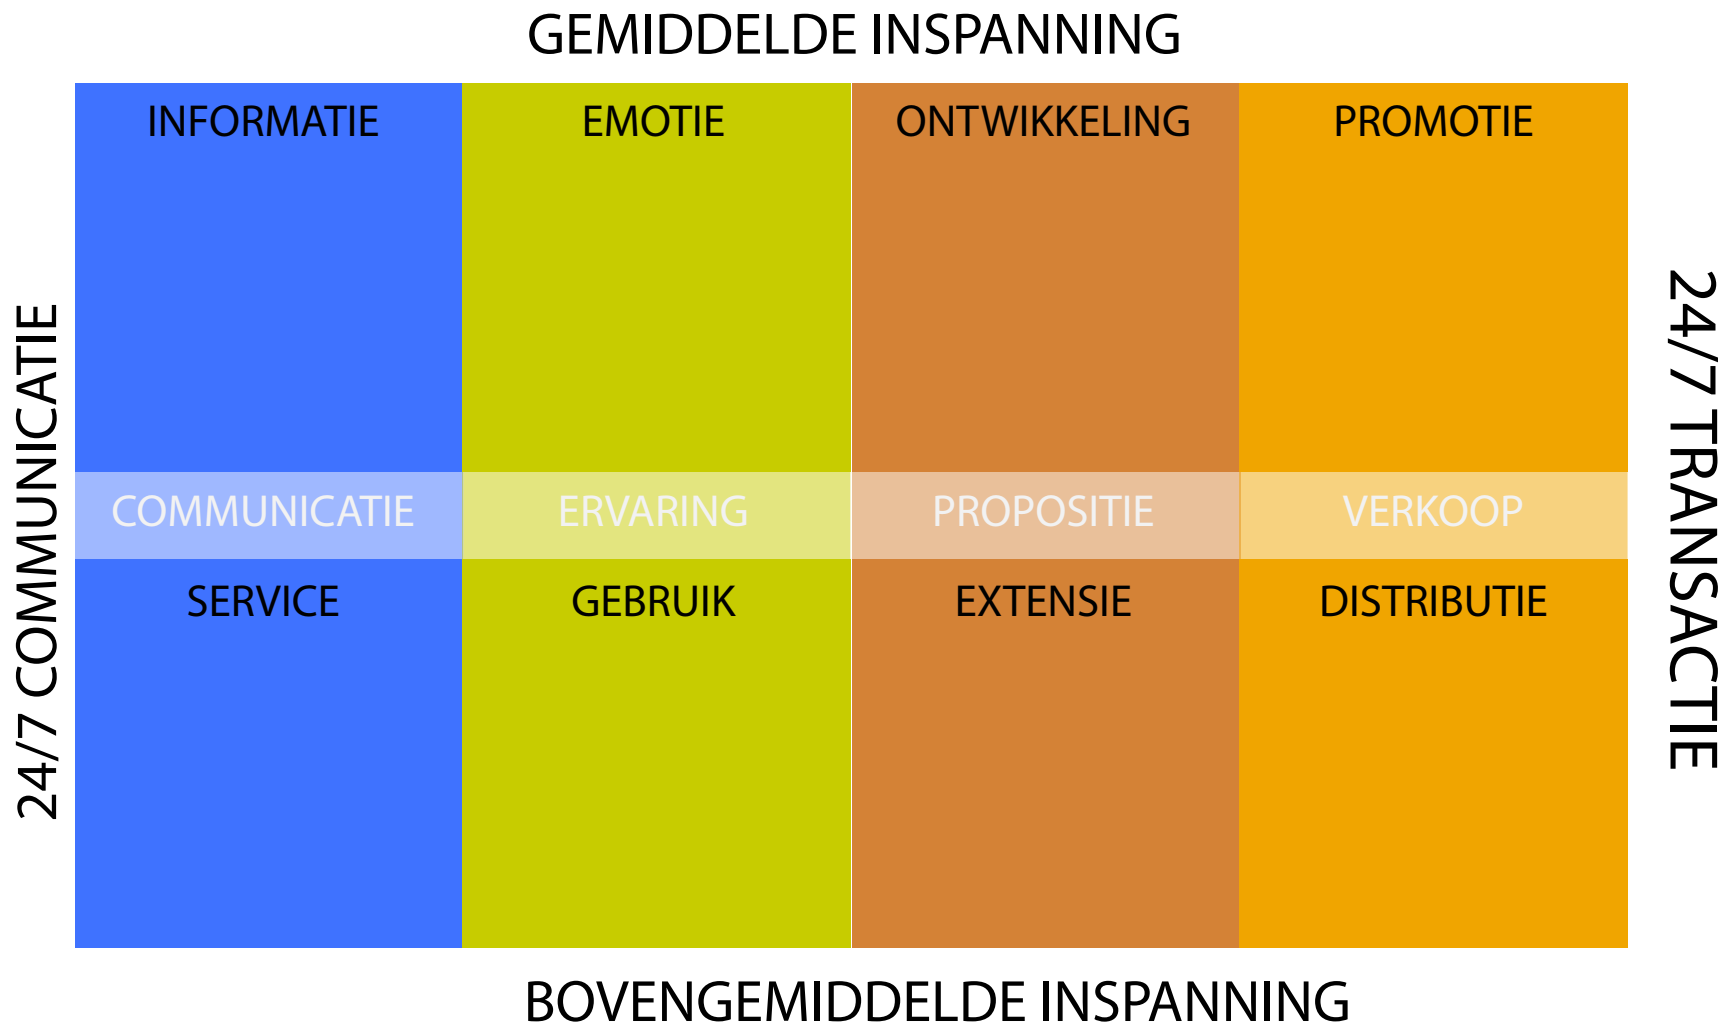 GEMIDDELDE INSPANNING
INFORMATIE
EMOTIE
ONTWIKKELING
PROMOTIE
24/7 COMMUNICATIE
24/7 TRANSACTIE
COMMUNICATIE
ERVARING
PROPOSITIE
VERKOOP
SERVICE
GEBRUIK
EXTENSIE
DISTRIBUTIE
BOVENGEMIDDELDE INSPANNING